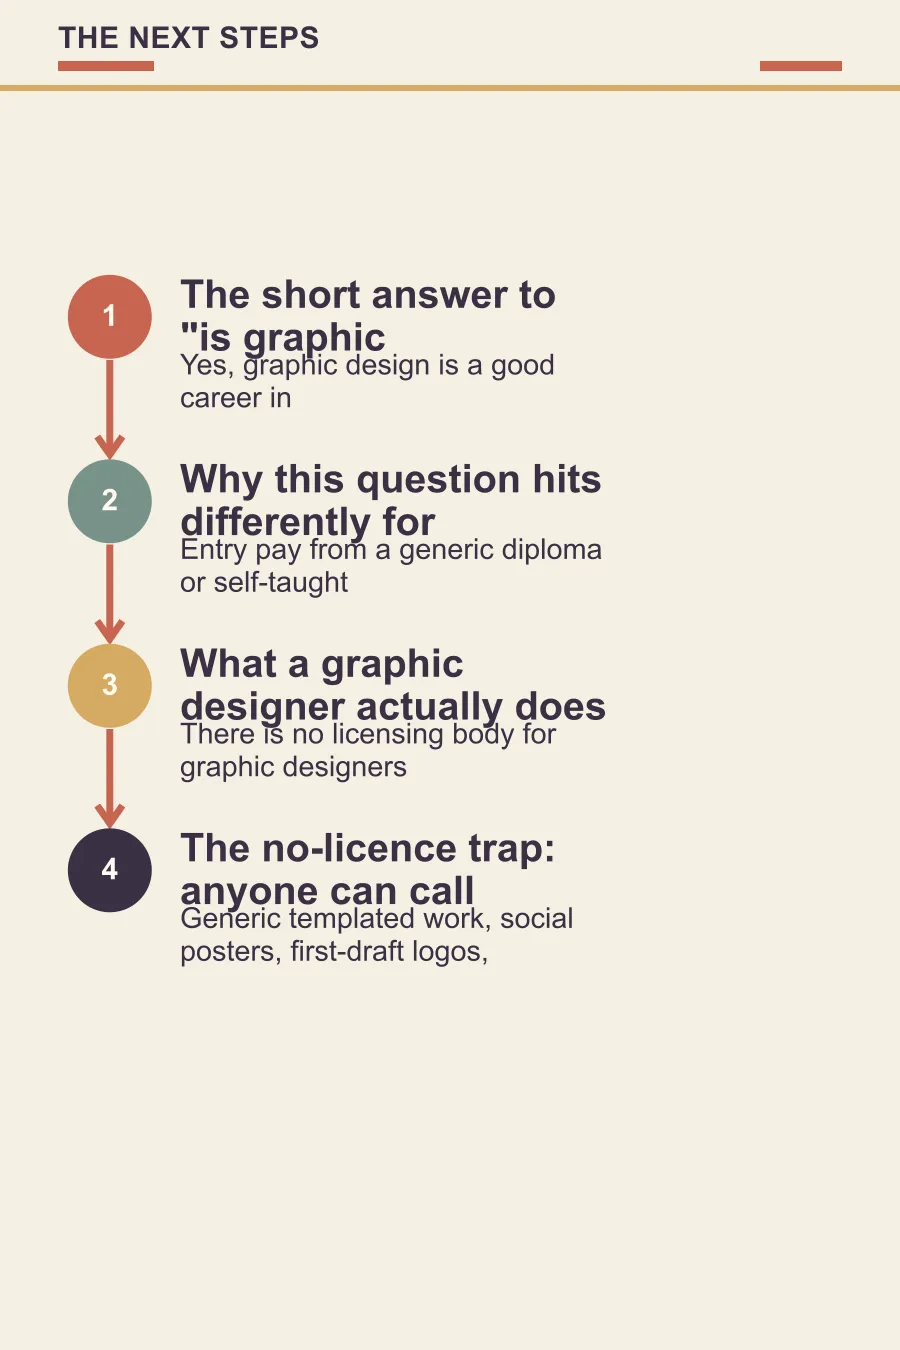 THE NEXT STEPS
1
The short answer to
"is graphic
Yes, graphic design is a good
career in
2
Why this question hits
differently for
Entry pay from a generic diploma
or self-taught
3
What a graphic
designer actually does
There is no licensing body for
graphic designers
4
The no-licence trap:
anyone can call
Generic templated work, social
posters, first-draft logos,